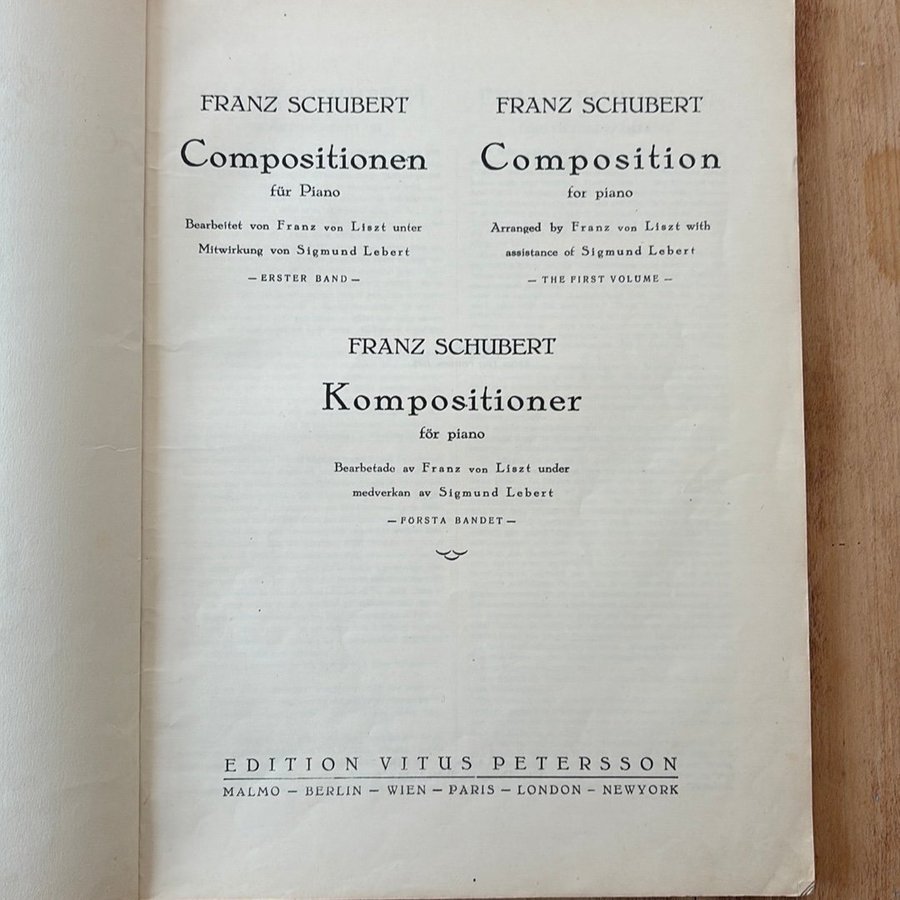 FRANZ SCHUBERT
Compositionen
für Piano
Bearbeitet von Franz von Liszt unter
Mitwirkung von Sigmund Lebert
— ERSTER BAND —
FRANZ SCHUBERT
Composition
for piano
Arranged by Franz von Liszt with
assistance of Sigmund Lebert
— THE FIRST VOLUME —
FRANZ SCHUBERT
Kompositioner
för piano
Bearbetade av Franz von Liszt under
medverkan av Sigmund Lebert
— FÖRSTA BANDET —
EDITION VITUS PETERSSON
MALMO — BERLIN — WIEN — PARIS — LONDON — NEWYORK